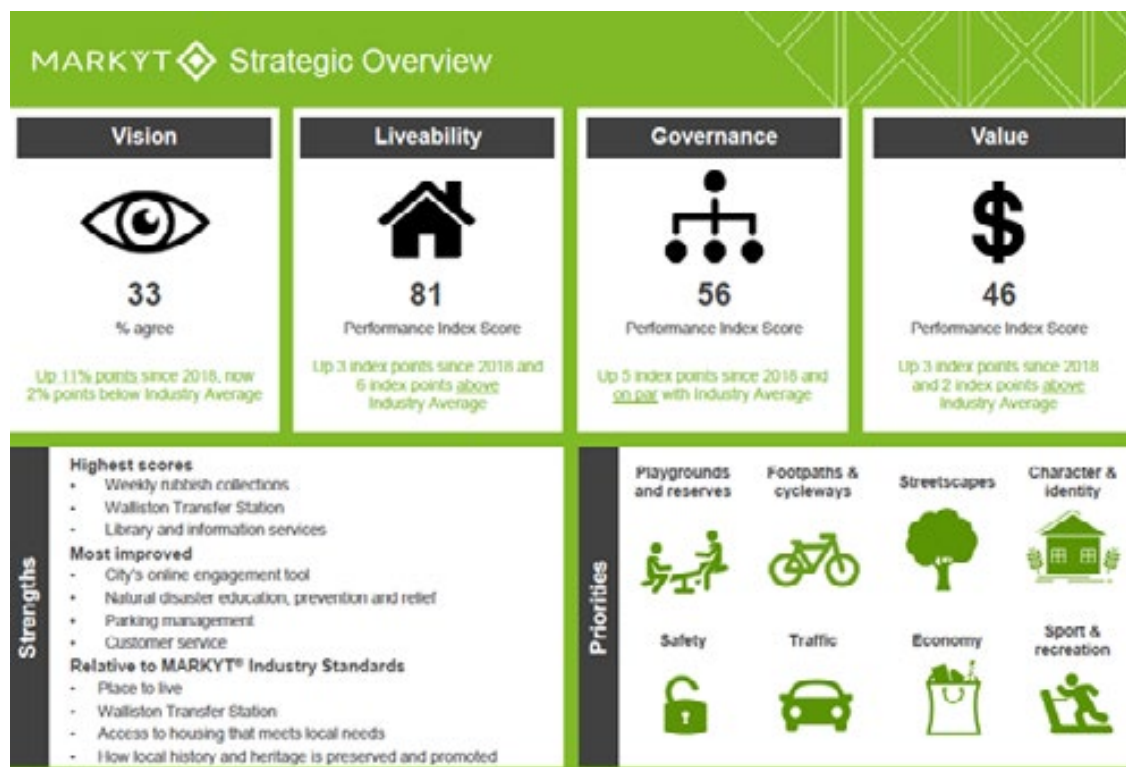 MARKYT Strategic Overview
Vision
33
% agree
Up 11% points since 2018, now
2% points below Industry Average
Liveability
81
Performance Index Score
Up 3 index points since 2018 and
6 index points above
Industry Average
Governance
56
Performance Index Score
Up 5 index points since 2018 and
on par with Industry Average
Value
$
46
Performance Index Score
Up 3 index points since 2018
and 2 index points above
Industry Average
Strengths
Highest scores
• Weekly rubbish collections
• Walliston Transfer Station
- Library and information services
Most improved
- City's online engagement tool
• Natural disaster education, prevention and relief
• Parking management
• Customer service
Relative to MARKYT® Industry Standards
- Place to live
- Walliston Transfer Station
- Access to housing that meets local needs
- How local history and heritage is preserved and promoted
Priorities
Playgrounds
and reserves
Footpaths &
cycleways
Streetscapes
Character &
identity
Safety
Traffic
Economy
Sport &
recreation